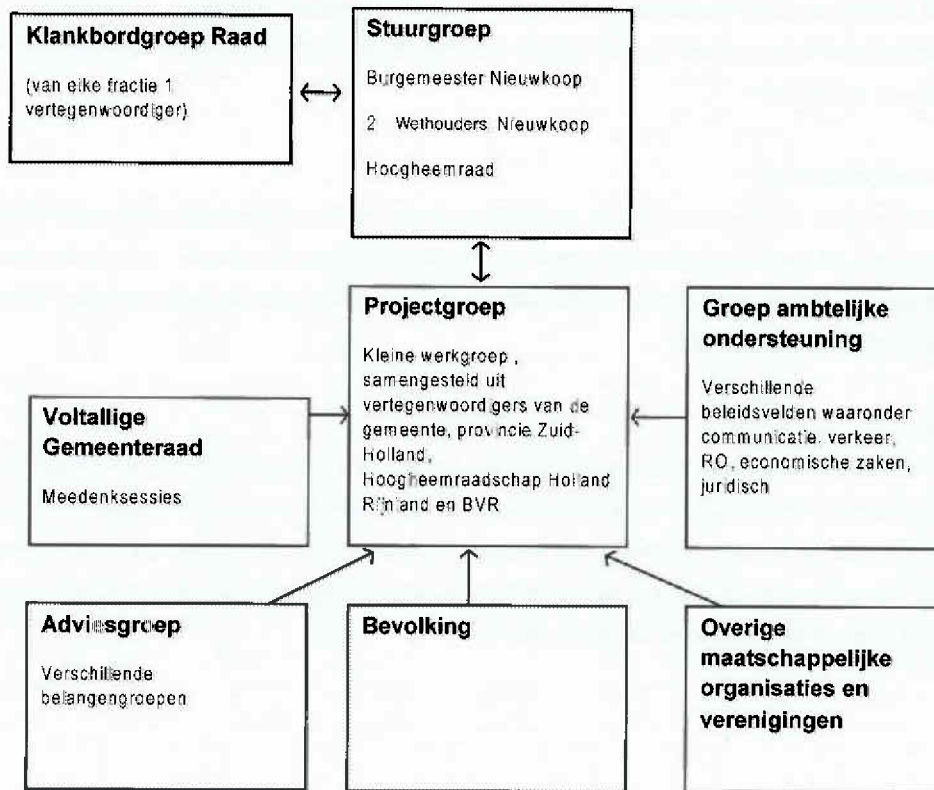 Klankbordgroep Raad
(van elke fractie 1
vertegenwoordiger)
Stuurgroep
Burgemeester Nieuwkoop
2 Wethouders Nieuwkoop
Hoogheemraad
Projectgroep
Kleine werkgroep ,
samengesteld uit
vertegenwoordigers van de
gemeente, provincie Zuid-
Holland,
Hoogheemraadschap Holland
Rijnland en BVR
Groep ambtelijke
ondersteuning
Verschillende
beleidsvelden waaronder
communicatie, verkeer,
RO, economische zaken,
juridisch
Voltallige
Gemeenteraad
Meedenksessies
Adviesgroep
Verschillende
belangengroepen
Bevolking
Overige
maatschappelijke
organisaties en
verenigingen